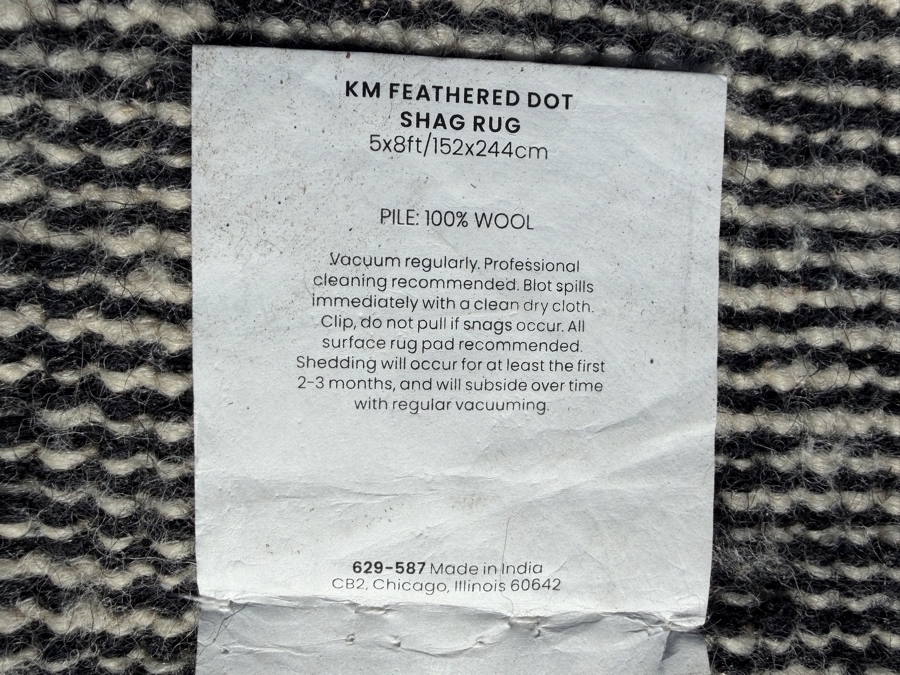 KM FEATHERED DOT
SHAG RUG
5x8ft/152x244cm
PILE: 100% WOOL
Vacuum regularly. Professional
cleaning recommended. Blot spills
immediately with a clean dry cloth.
Clip, do not pull if snags occur. All
surface rug pad recommended.
Shedding will occur for at least the first
2-3 months, and will subside over time
with regular vacuuming.
629-587 Made in India
CB2, Chicago, Illinois 60642